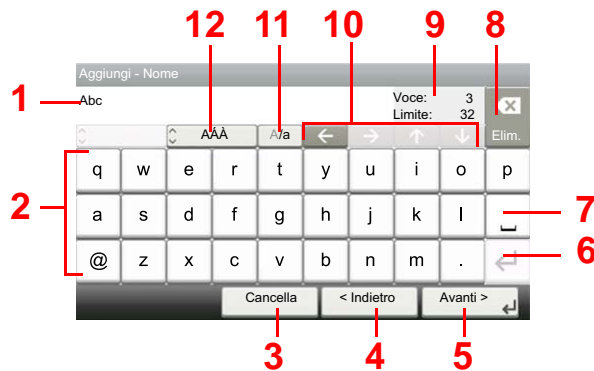 12 11 10 9 8
Aggiungi - Nome
1 Abc Voce: 3
Limite: 32
AÁÀ A/a ← → ↑ ↓ Elim.
2 q w e r t y u i o p
a s d f g h j k l 7
@ z x c v b n m . 6
Cancella < Indietro Avanti >
3 4 5